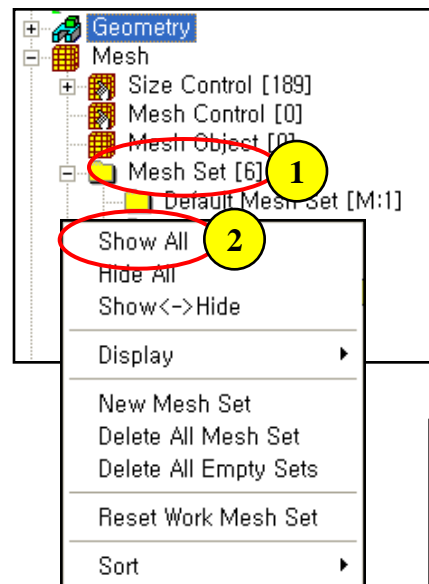 Geometry
Mesh
Size Control [189]
Mesh Control [0]
Mesh Object [0]
Mesh Set [6]
1
Default Mesh Set [M:1]
Show All
2
Hide All
Show<->Hide
Display
New Mesh Set
Delete All Mesh Set
Delete All Empty Sets
Reset Work Mesh Set
Sort